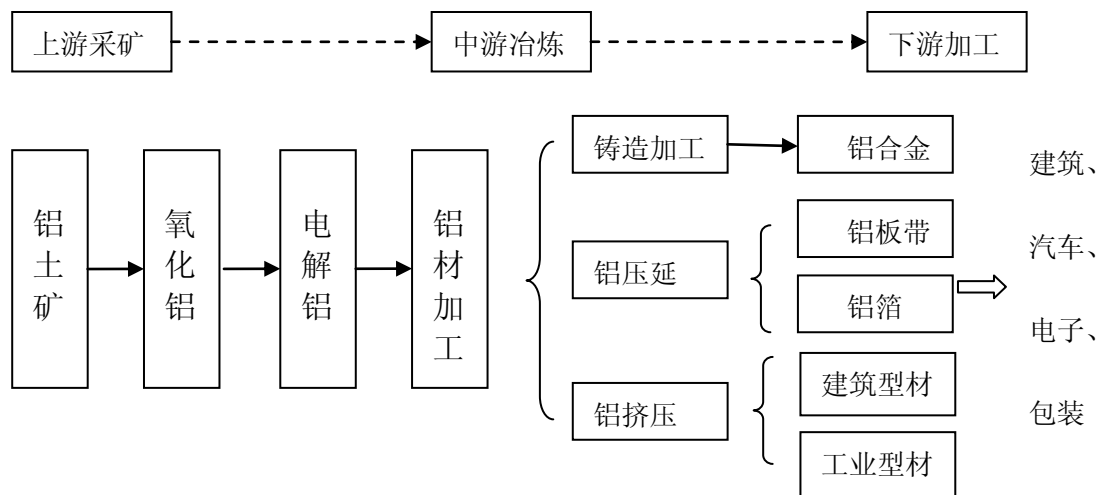 上游采矿
中游冶炼
下游加工
铝土矿
氧化铝
电解铝
铝材加工
铸造加工
铝合金
铝压延
铝板带
铝箔
铝挤压
建筑型材
工业型材
建筑、
汽车、
电子、
包装